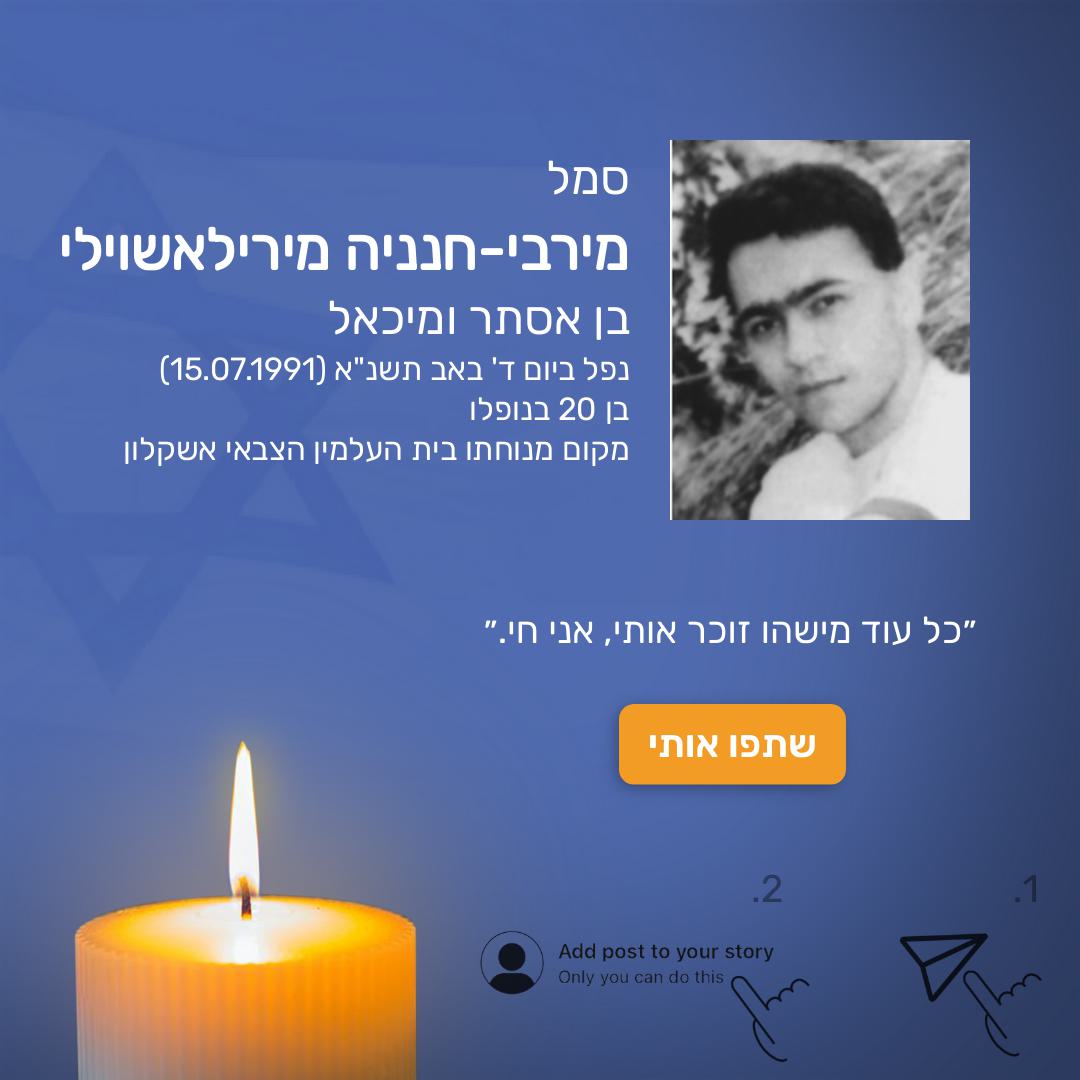 סמל
מירבי-חנניה מירילאשוילי
בן אסתר ומיכאל
נפל ביום ד' באב תשנ"א (15.07.1991)
בן 20 בנופלו
מקום מנוחתו בית העלמין הצבאי אשקלון
״כל עוד מישהו זוכר אותי, אני חי.״
שתפו אותי
1.
2.
Add post to your story
Only you can do this